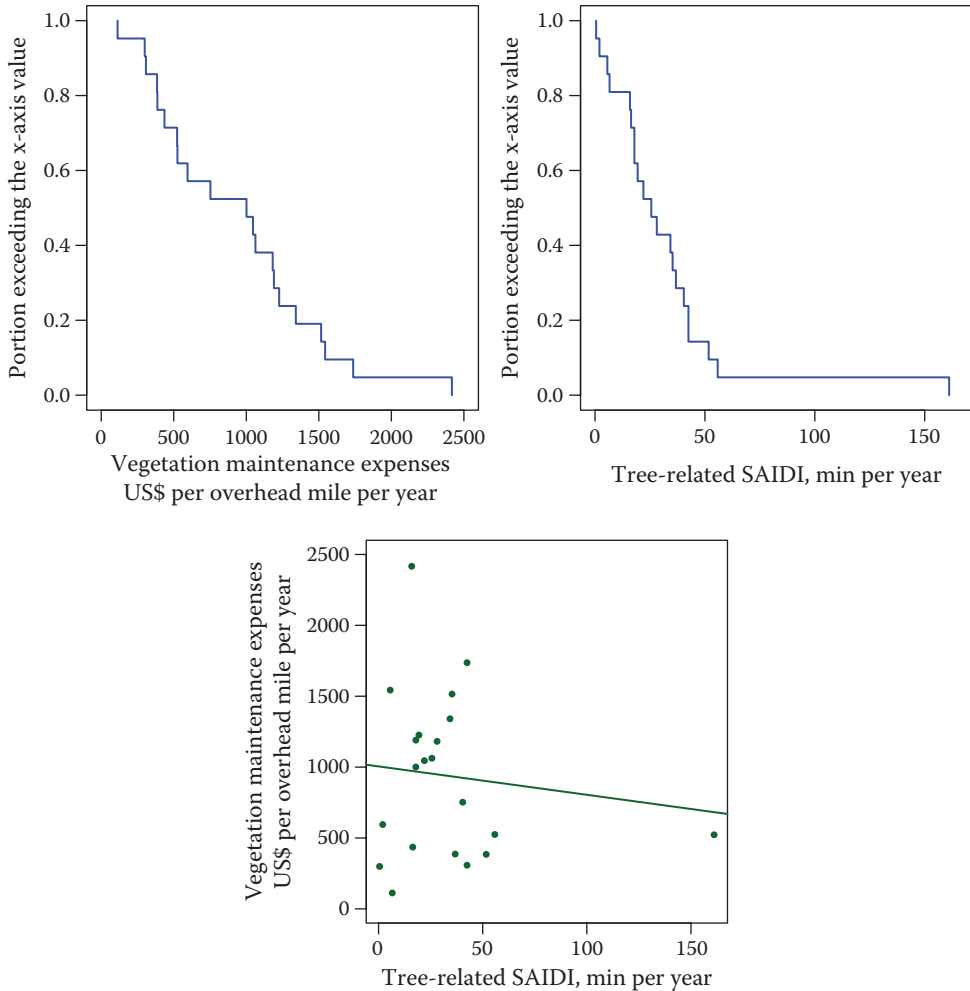 Portion exceeding the x-axis value
1.0
0.8
0.6
0.4
0.2
0.0
0 500 1000 1500 2000 2500
Vegetation maintenance expenses
US$ per overhead mile per year
Portion exceeding the x-axis value
1.0
0.8
0.6
0.4
0.2
0.0
0 50 100 150
Tree-related SAIDI, min per year
Vegetation maintenance expenses
US$ per overhead mile per year
2500
2000
1500
1000
500
0
0 50 100 150
Tree-related SAIDI, min per year